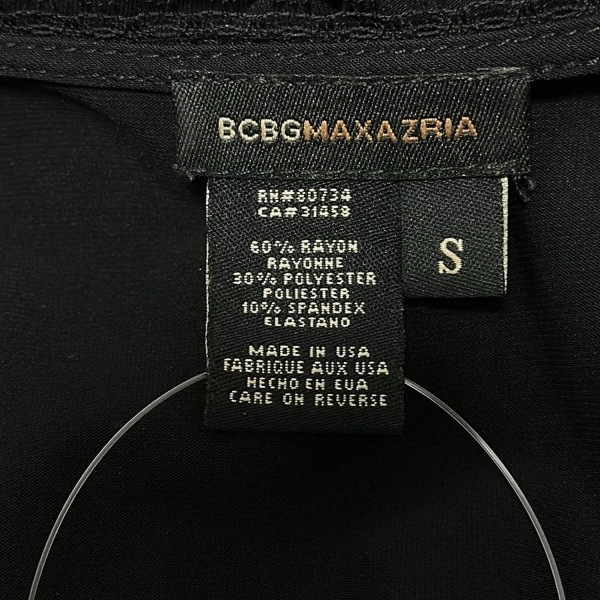 BCBGMAXAZRIA
RN#80734
CA#31458
S
60% RAYON
RAYONNE
30% POLYESTER
POLIESTER
10% SPANDEX
ELASTANO
MADE IN USA
FABRIQUE AUX USA
HECHO EN EUA
CARE ON REVERSE